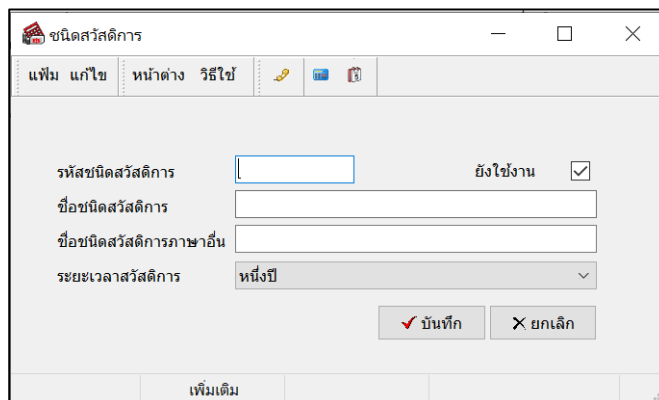 ชนิดสวัสดิการ
แฟ้ม แก้ไข หน้าต่าง วิธีใช้
รหัสชนิดสวัสดิการ ยังใช้งาน
ชื่อชนิดสวัสดิการ
ชื่อชนิดสวัสดิการภาษาอื่น
ระยะเวลาสวัสดิการ หนึ่งปี
บันทึก ยกเลิก
เพิ่มเติม